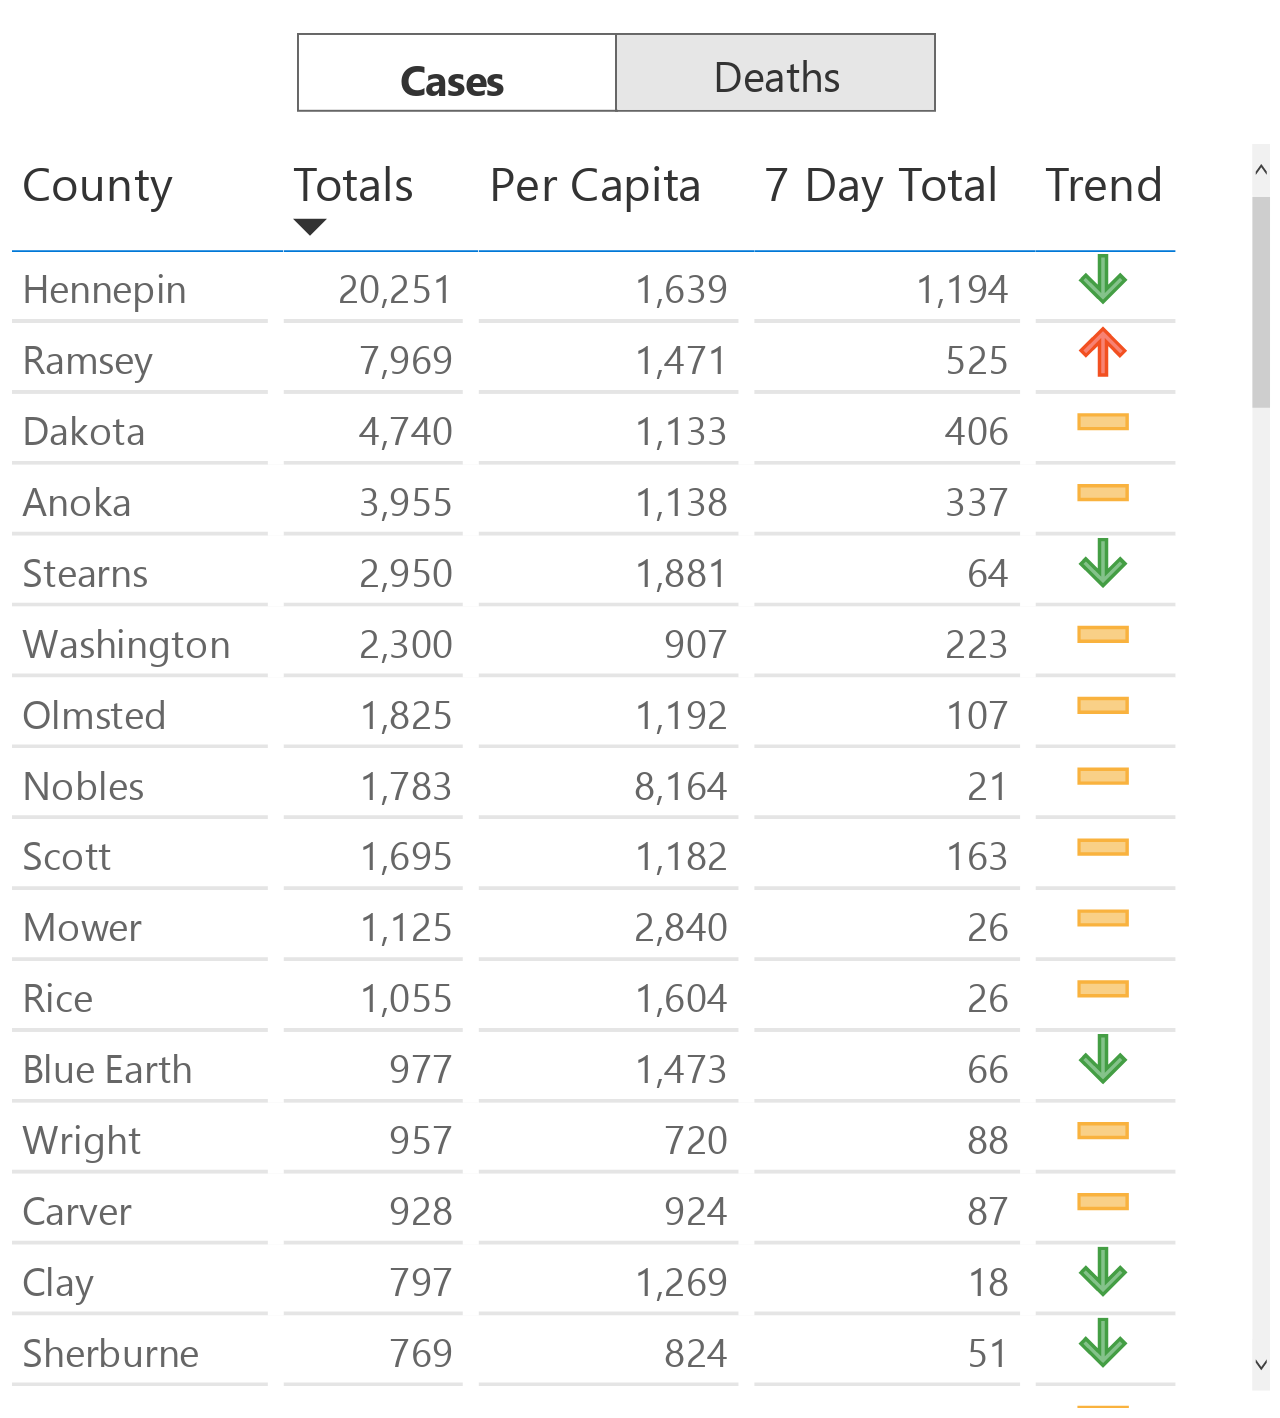 Cases Deaths
County Totals Per Capita 7 Day Total Trend
Hennepin 20,251 1,639 1,194
Ramsey 7,969 1,471 525
Dakota 4,740 1,133 406
Anoka 3,955 1,138 337
Stearns 2,950 1,881 64
Washington 2,300 907 223
Olmsted 1,825 1,192 107
Nobles 1,783 8,164 21
Scott 1,695 1,182 163
Mower 1,125 2,840 26
Rice 1,055 1,604 26
Blue Earth 977 1,473 66
Wright 957 720 88
Carver 928 924 87
Clay 797 1,269 18
Sherburne 769 824 51